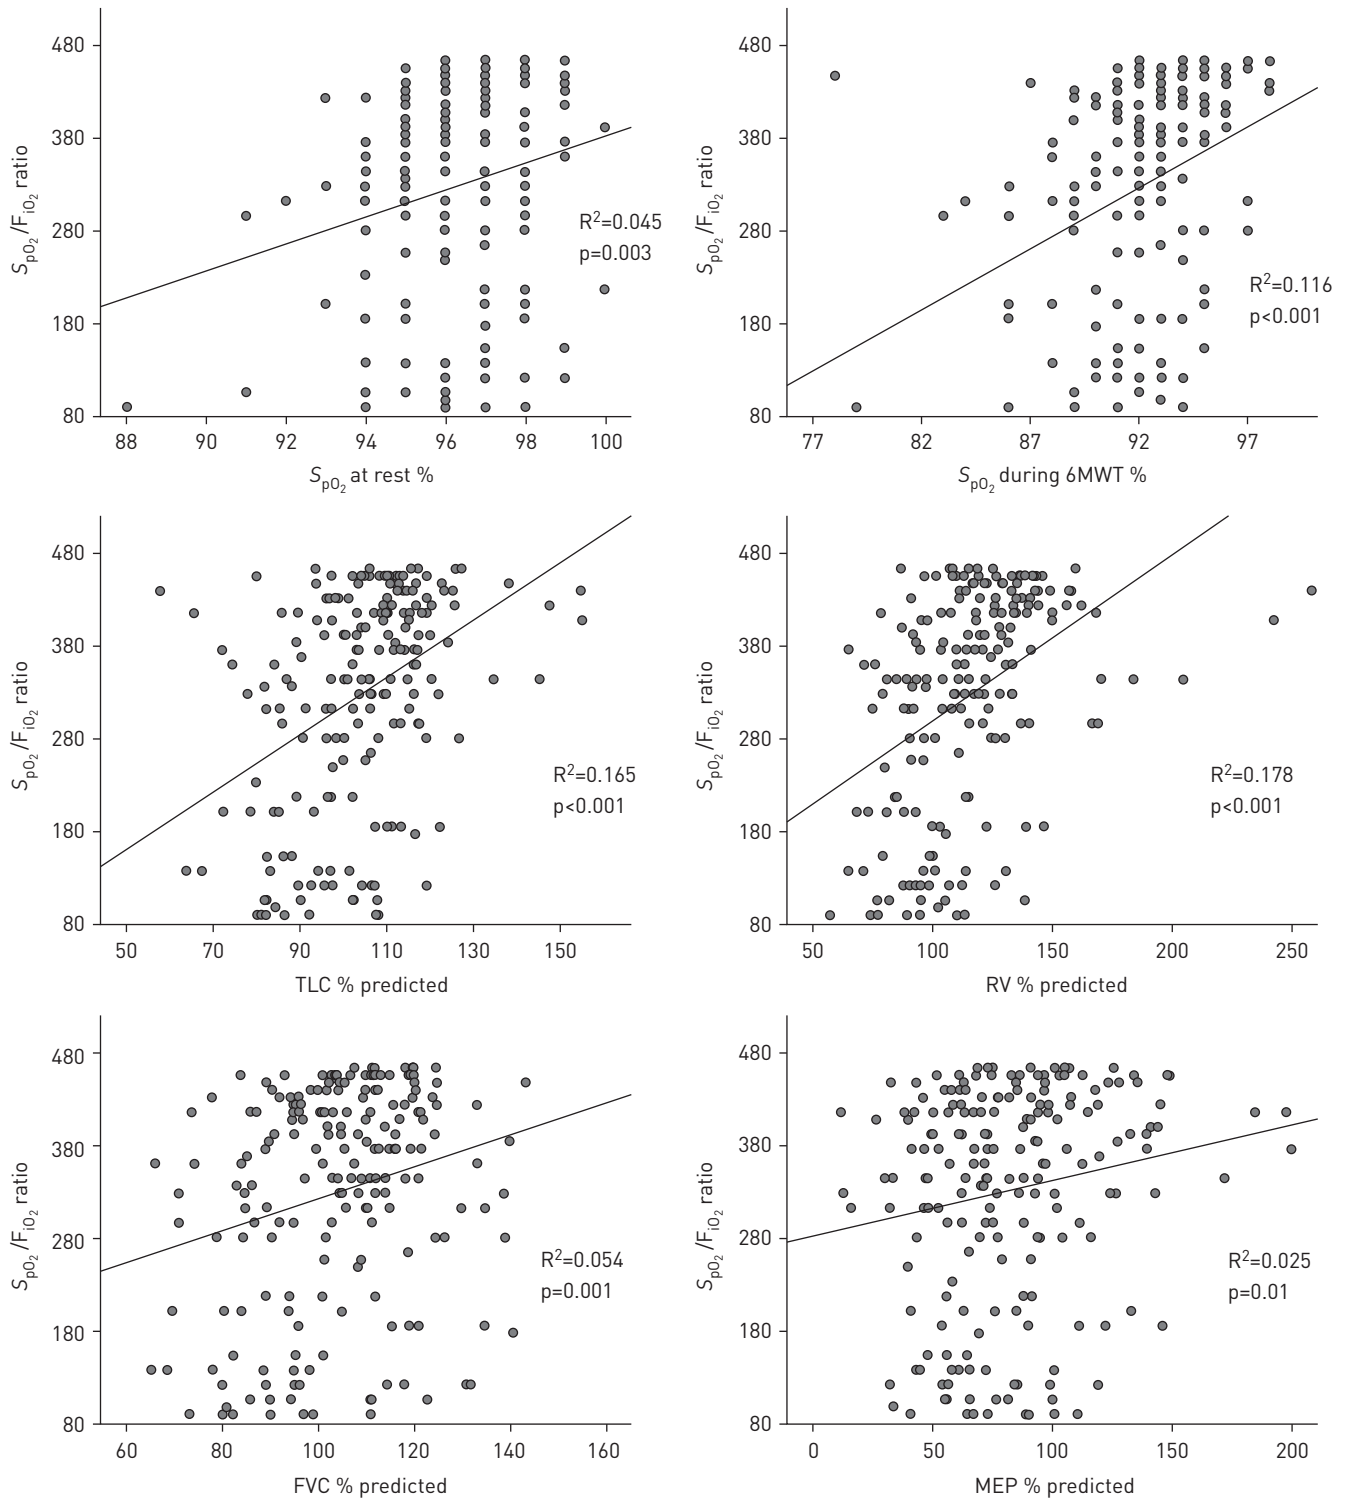 480
380
280
180
80
SpO2/FiO2 ratio
R2=0.045
p=0.003
88 90 92 94 96 98 100
SpO2 at rest %
480
380
280
180
80
SpO2/FiO2 ratio
R2=0.116
p<0.001
77 82 87 92 97
SpO2 during 6MWT %
480
380
280
180
80
SpO2/FiO2 ratio
R2=0.165
p<0.001
50 70 90 110 130 150
TLC % predicted
480
380
280
180
80
SpO2/FiO2 ratio
R2=0.178
p<0.001
50 100 150 200 250
RV % predicted
480
380
280
180
80
SpO2/FiO2 ratio
R2=0.054
p=0.001
60 80 100 120 140 160
FVC % predicted
480
380
280
180
80
SpO2/FiO2 ratio
R2=0.025
p=0.01
0 50 100 150 200
MEP % predicted